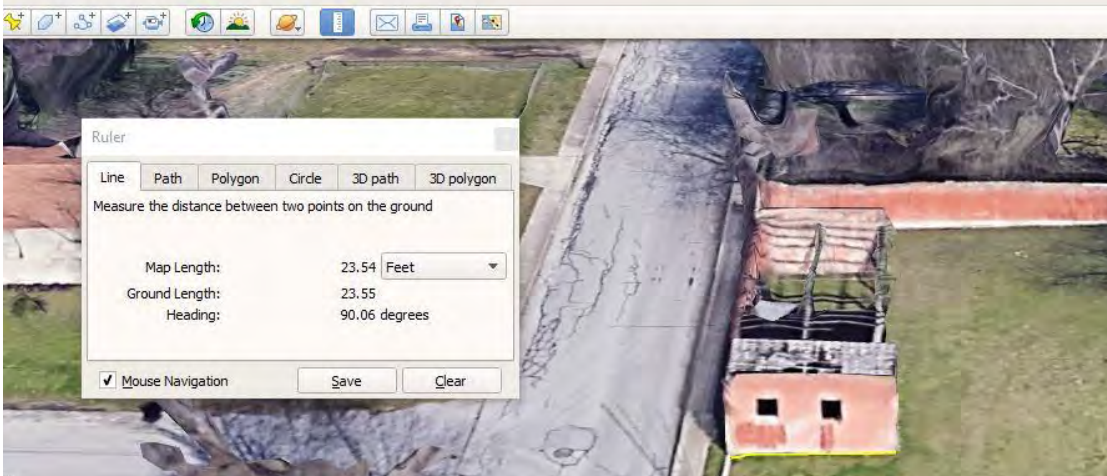 Ruler
Line Path Polygon Circle 3D path 3D polygon
Measure the distance between two points on the ground
Map Length: 23.54 Feet
Ground Length: 23.55
Heading: 90.06 degrees
Mouse Navigation Save Clear